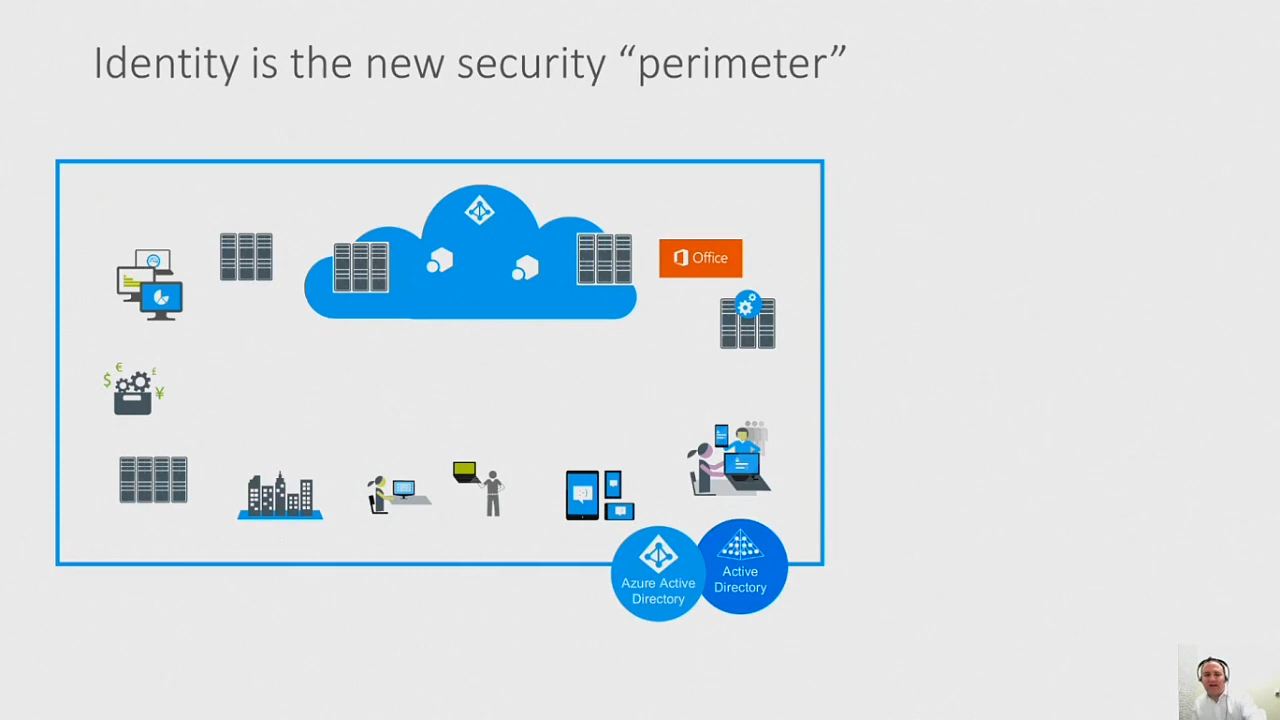 Identity is the new security “perimeter”
Office
$ € £ ¥
Azure Active
Directory
Active
Directory